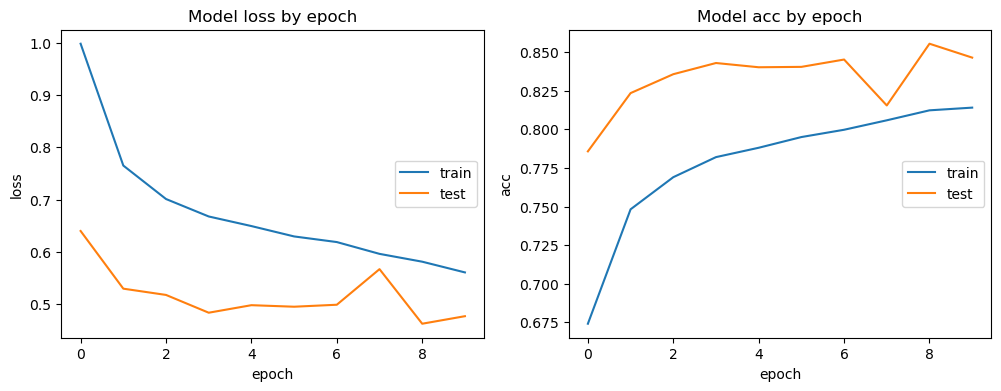 Model loss by epoch
1.0
0.9
0.8
0.7
0.6
0.5
loss
0 2 4 6 8
epoch
train
test
Model acc by epoch
0.850
0.825
0.800
0.775
0.750
0.725
0.700
0.675
acc
0 2 4 6 8
epoch
train
test